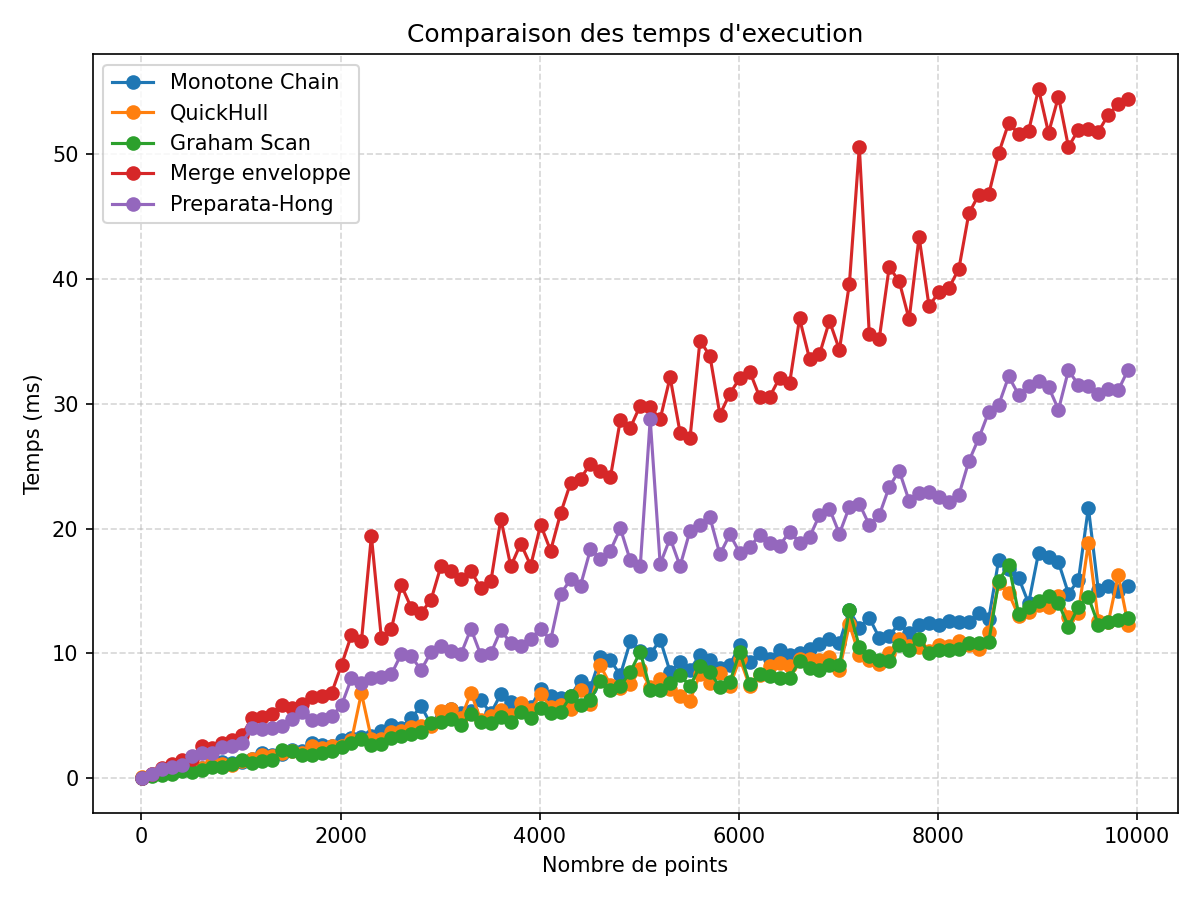 Comparaison des temps d'execution
Monotone Chain
QuickHull
Graham Scan
Merge enveloppe
Preparata-Hong
Temps (ms)
50
40
30
20
10
0
0 2000 4000 6000 8000 10000
Nombre de points